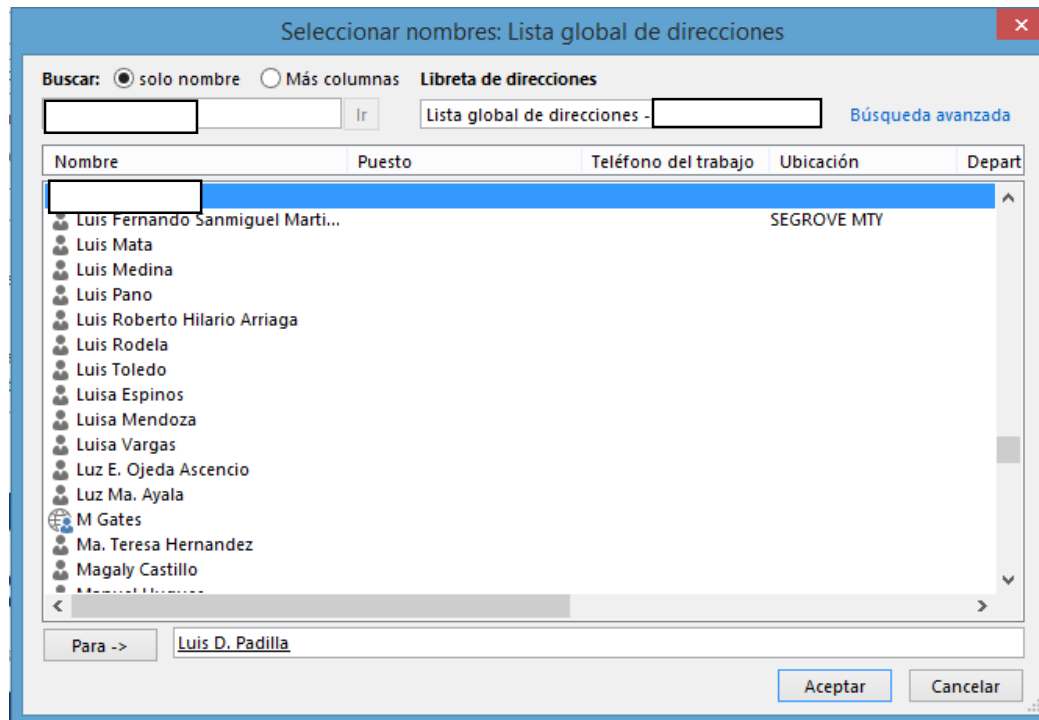 Seleccionar nombres: Lista global de direcciones
Buscar: solo nombre Más columnas Libreta de direcciones
Ir Lista global de direcciones - Búsqueda avanzada
Nombre Puesto Teléfono del trabajo Ubicación Depart
Luis Fernando Sanmiguel Marti... SEGROVE MTY
Luis Mata
Luis Medina
Luis Pano
Luis Roberto Hilario Arriaga
Luis Rodela
Luis Toledo
Luisa Espinos
Luisa Mendoza
Luisa Vargas
Luz E. Ojeda Ascencio
Luz Ma. Ayala
M Gates
Ma. Teresa Hernandez
Magaly Castillo
Para -> Luis D. Padilla
Aceptar Cancelar